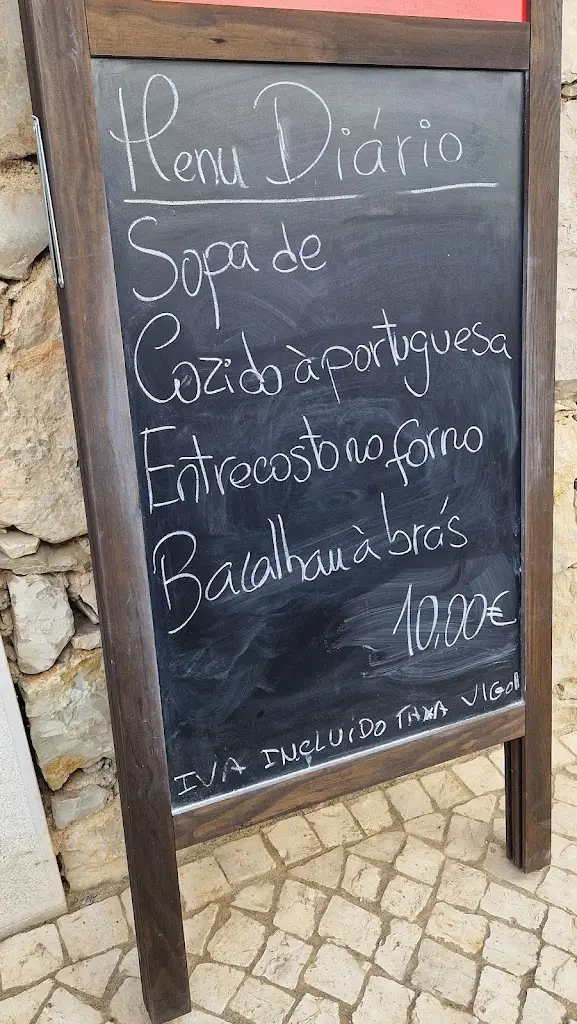 Menu Diário
Sopa de
Cozido à portuguesa
Entrecosto no forno
Bacalhau à brás
10,00€
IVA INCLUIDO TAXA VIGOR